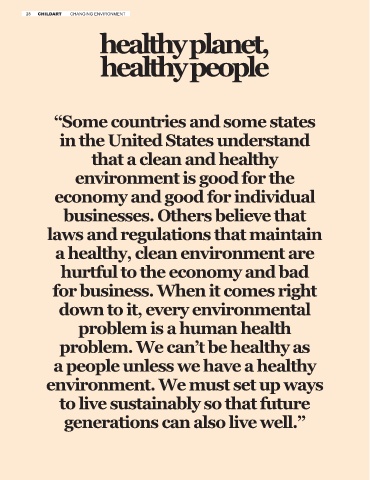 28 CHILDART CHANGING ENVIRONMENT
healthy planet,
healthy people
“Some countries and some states
in the United States understand
that a clean and healthy
environment is good for the
economy and good for individual
businesses. Others believe that
laws and regulations that maintain
a healthy, clean environment are
hurtful to the economy and bad
for business. When it comes right
down to it, every environmental
problem is a human health
problem. We can’t be healthy as
a people unless we have a healthy
environment. We must set up ways
to live sustainably so that future
generations can also live well.”